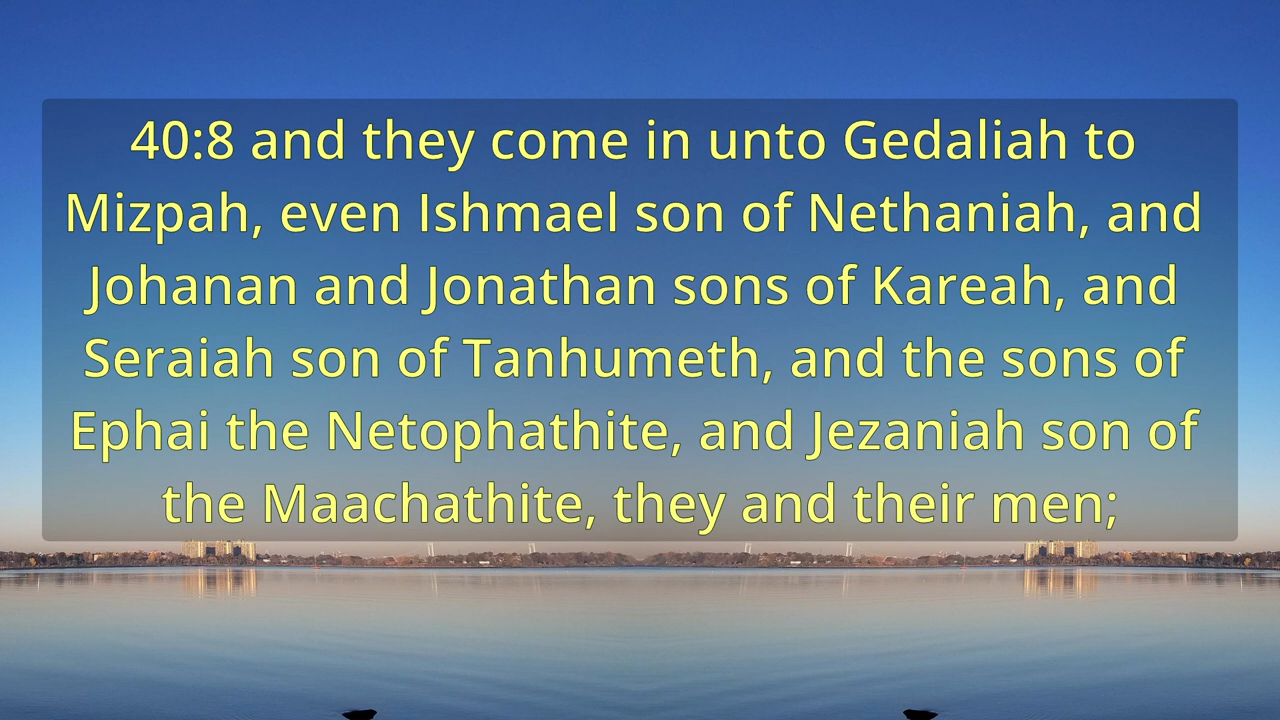 40:8 and they come in unto Gedaliah to
Mizpah, even Ishmael son of Nethaniah, and
Johanan and Jonathan sons of Kareah, and
Seraiah son of Tanhumeth, and the sons of
Ephai the Netophathite, and Jezaniah son of
the Maachathite, they and their men;